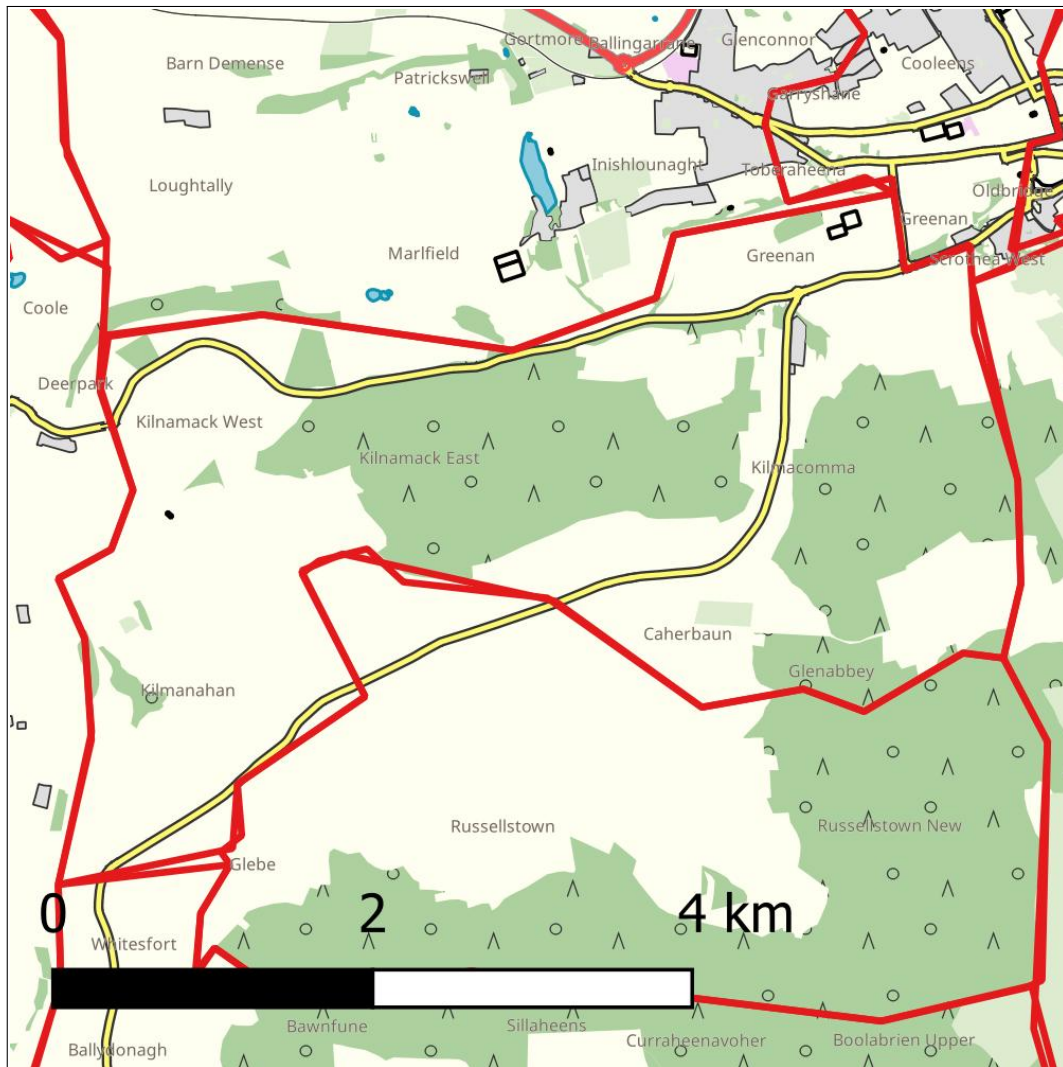 Gortmore
Ballingarrane
Glenconnor
Barn Demense
Patrickswell
Cooleens
Garryshane
Inishlounaght
Toberaheena
Loughtally
Oldbridge
Greenan
Marlfield
Greenan
Scrothea West
Coole
Deerpark
Kilnamack West
Kilnamack East
Kilmacomma
Caherbaun
Glenabbey
Kilmanahan
Russellstown
Russellstown New
Glebe
0 2 4 km
Whitesfort
Bawnfune
Sillaheens
Curraheenavoher
Boolabrien Upper
Ballydonagh